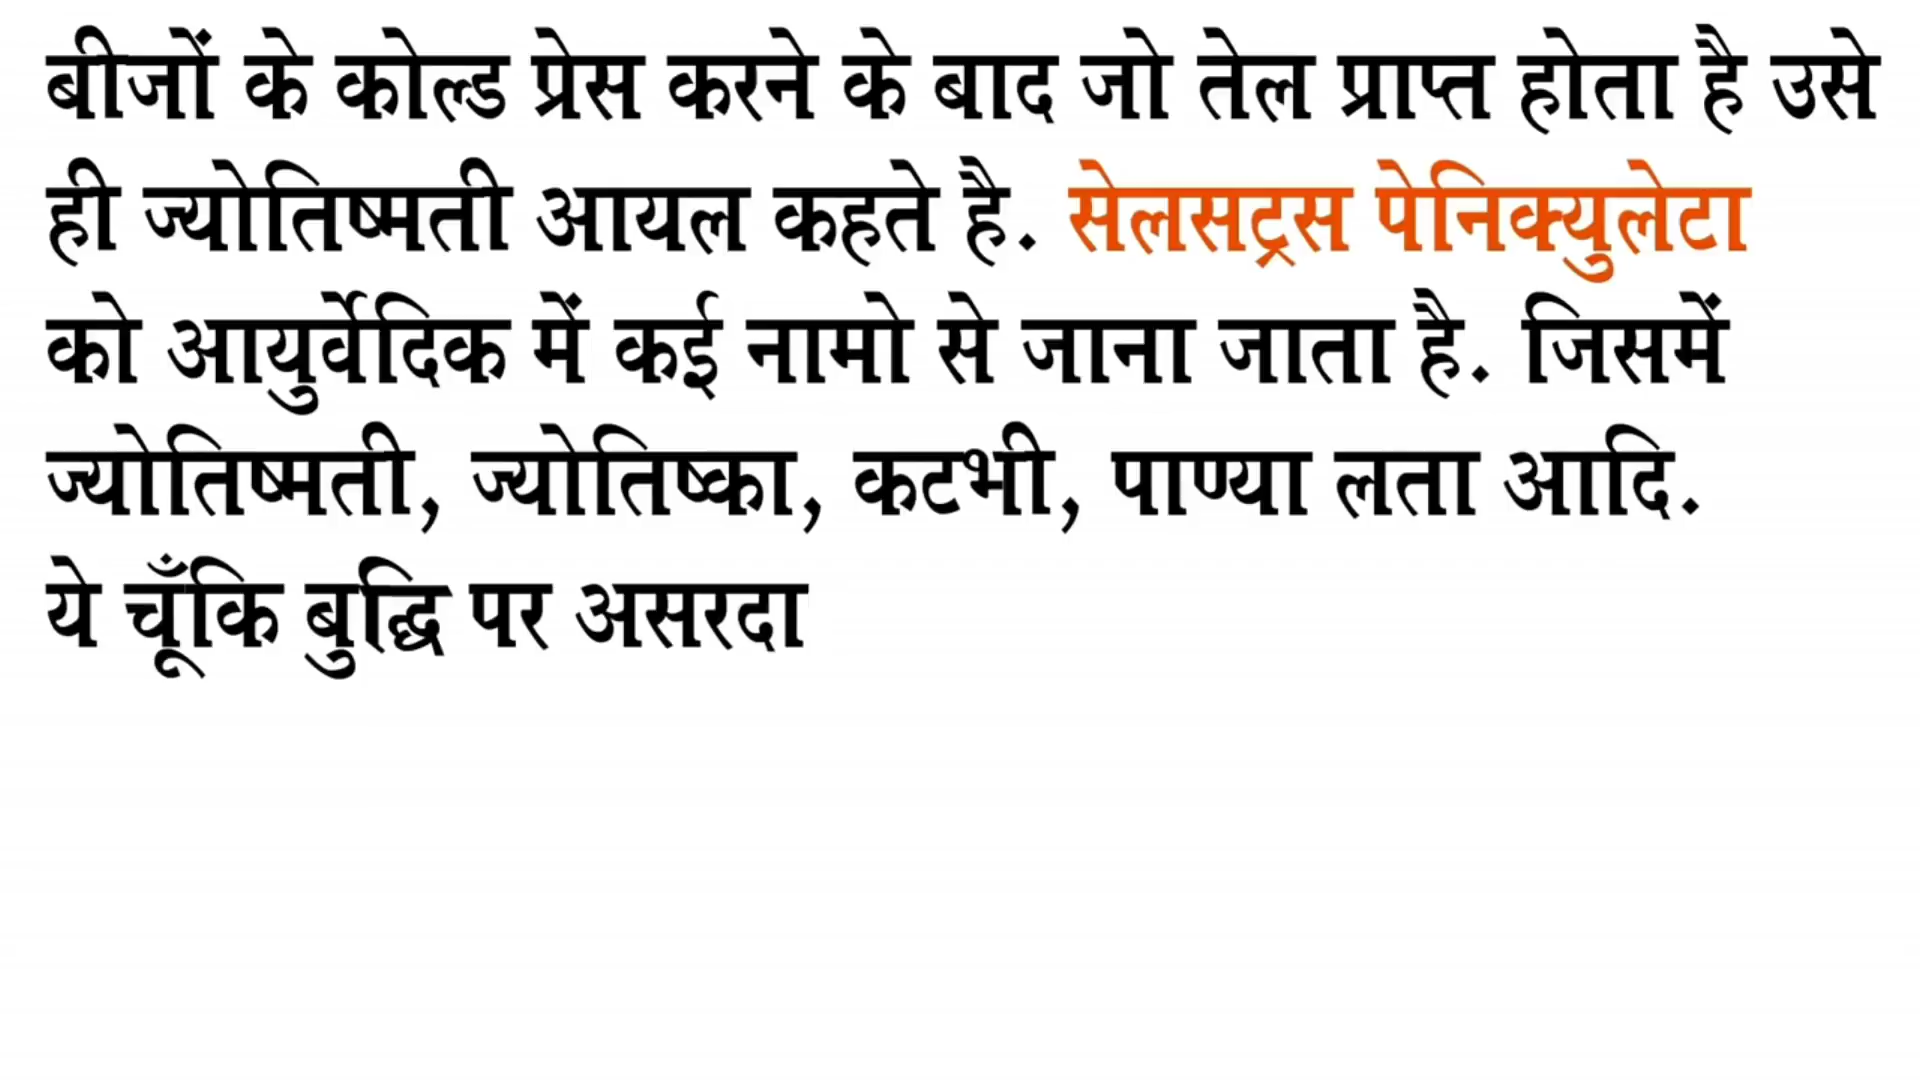 बीजों के कोल्ड प्रेस करने के बाद जो तेल प्राप्त होता है उसे
ही ज्योतिष्मती आयल कहते है. सेलसट्रस पेनिक्युलेटा
को आयुर्वेदिक में कई नामो से जाना जाता है. जिसमें
ज्योतिष्मती, ज्योतिष्का, कटभी, पाण्या लता आदि.
ये चूँकि बुद्धि पर असरदा